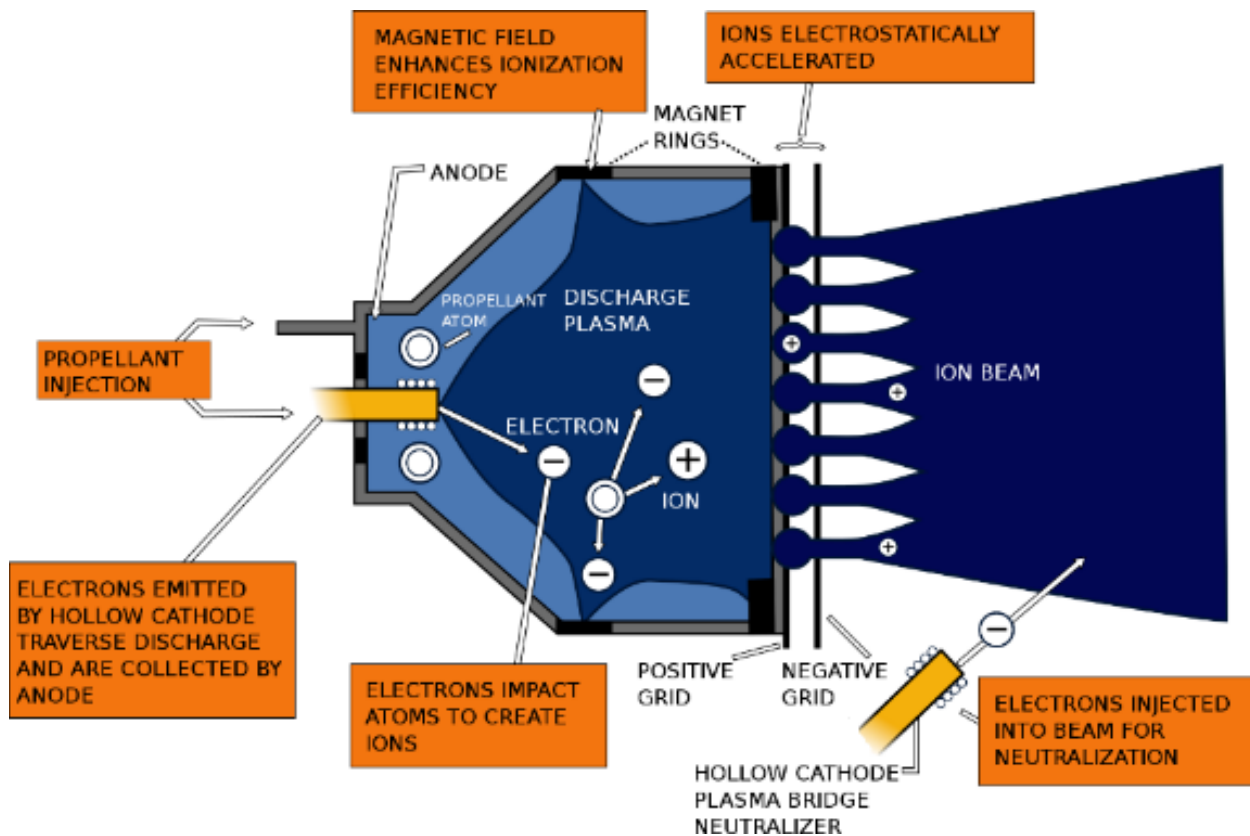 MAGNETIC FIELD
ENHANCES IONIZATION
EFFICIENCY
IONS ELECTROSTATICALLY
ACCELERATED
MAGNET
RINGS
ANODE
PROPELLANT
ATOM
DISCHARGE
PLASMA
PROPELLANT
INJECTION
ION BEAM
ELECTRON
ION
ELECTRONS EMITTED
BY HOLLOW CATHODE
TRAVERSE DISCHARGE
AND ARE COLLECTED BY
ANODE
ELECTRONS IMPACT
ATOMS TO CREATE
IONS
POSITIVE
GRID
NEGATIVE
GRID
ELECTRONS INJECTED
INTO BEAM FOR
NEUTRALIZATION
HOLLOW CATHODE
PLASMA BRIDGE
NEUTRALIZER